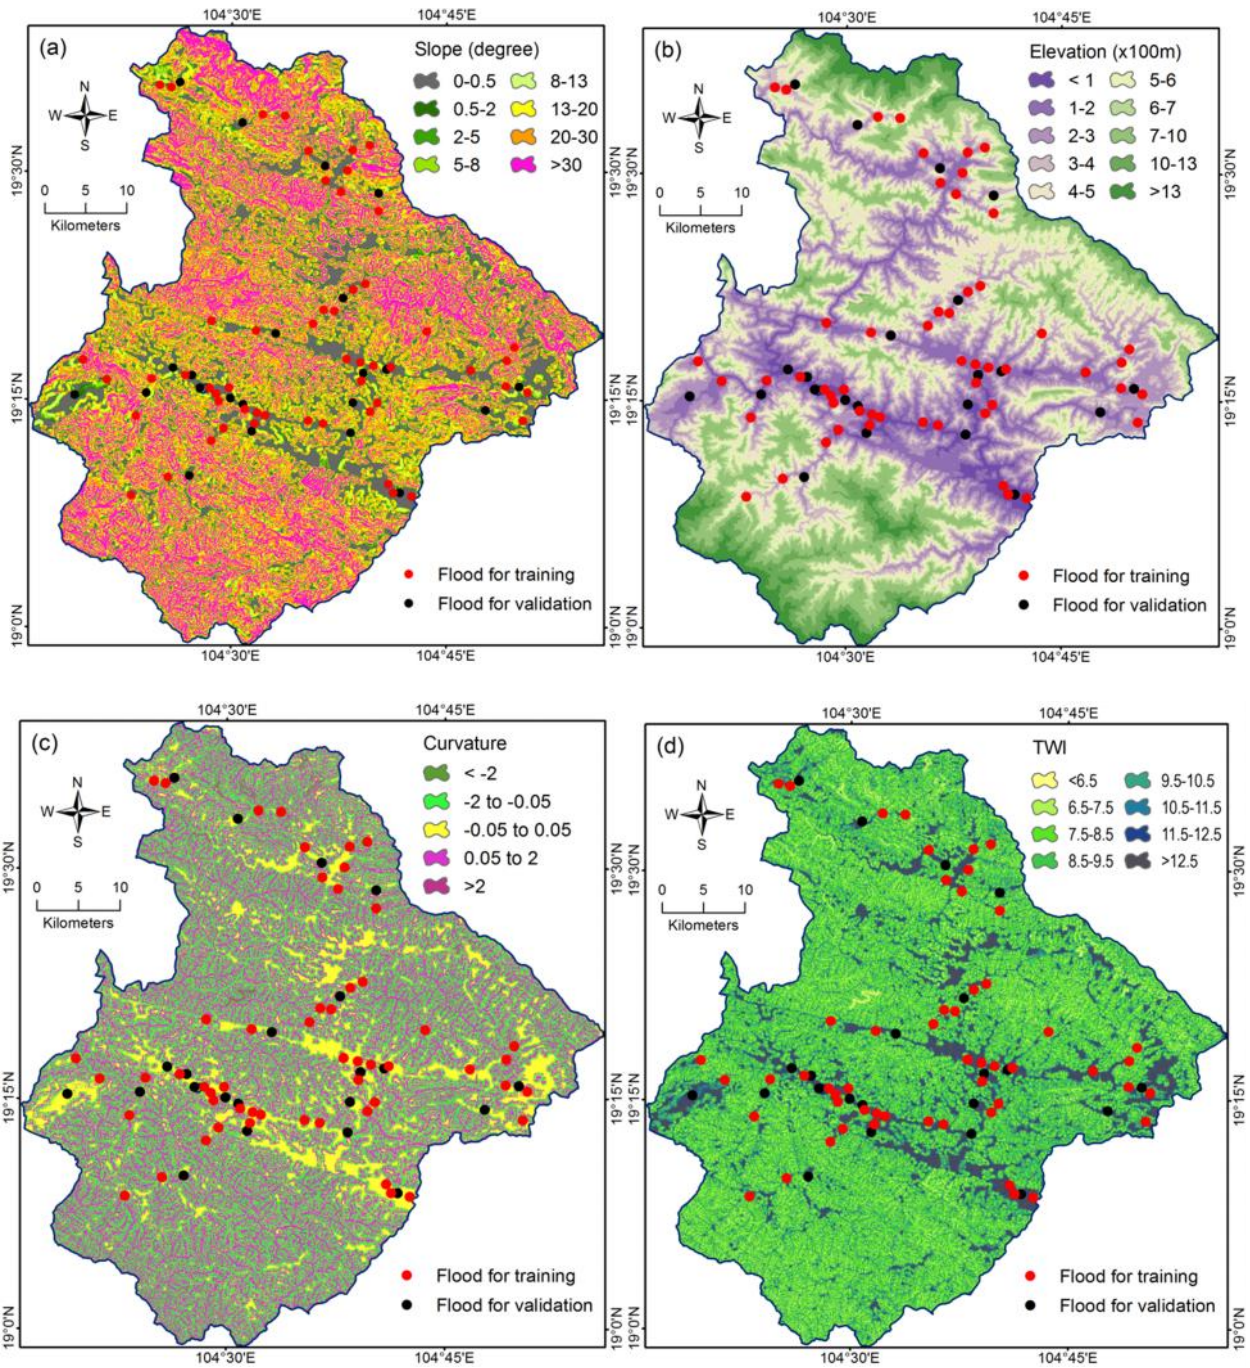 104°30'E 104°45'E 104°30'E 104°45'E
(a) Slope (degree)
0-0.5 8-13
0.5-2 13-20
2-5 20-30
5-8 >30
N
W E
S
0 5 10
Kilometers
19°30'N
19°15'N
19°0'N
Flood for training
Flood for validation
104°30'E 104°45'E
(b) Elevation (x100m)
< 1 5-6
1-2 6-7
2-3 7-10
3-4 10-13
4-5 >13
N
W E
S
0 5 10
Kilometers
19°30'N 19°30'N
19°15'N 19°15'N
19°0'N 19°0'N
Flood for training
Flood for validation
104°30'E 104°45'E
104°30'E 104°45'E 104°30'E 104°45'E
(c) Curvature
< -2
-2 to -0.05
-0.05 to 0.05
0.05 to 2
>2
N
W E
S
0 5 10
Kilometers
19°30'N
19°15'N
19°0'N
Flood for training
Flood for validation
104°30'E 104°45'E
(d) TWI
<6.5 9.5-10.5
6.5-7.5 10.5-11.5
7.5-8.5 11.5-12.5
8.5-9.5 >12.5
N
W E
S
0 5 10
Kilometers
19°30'N
19°15'N
19°0'N
Flood for training
Flood for validation
104°30'E 104°45'E